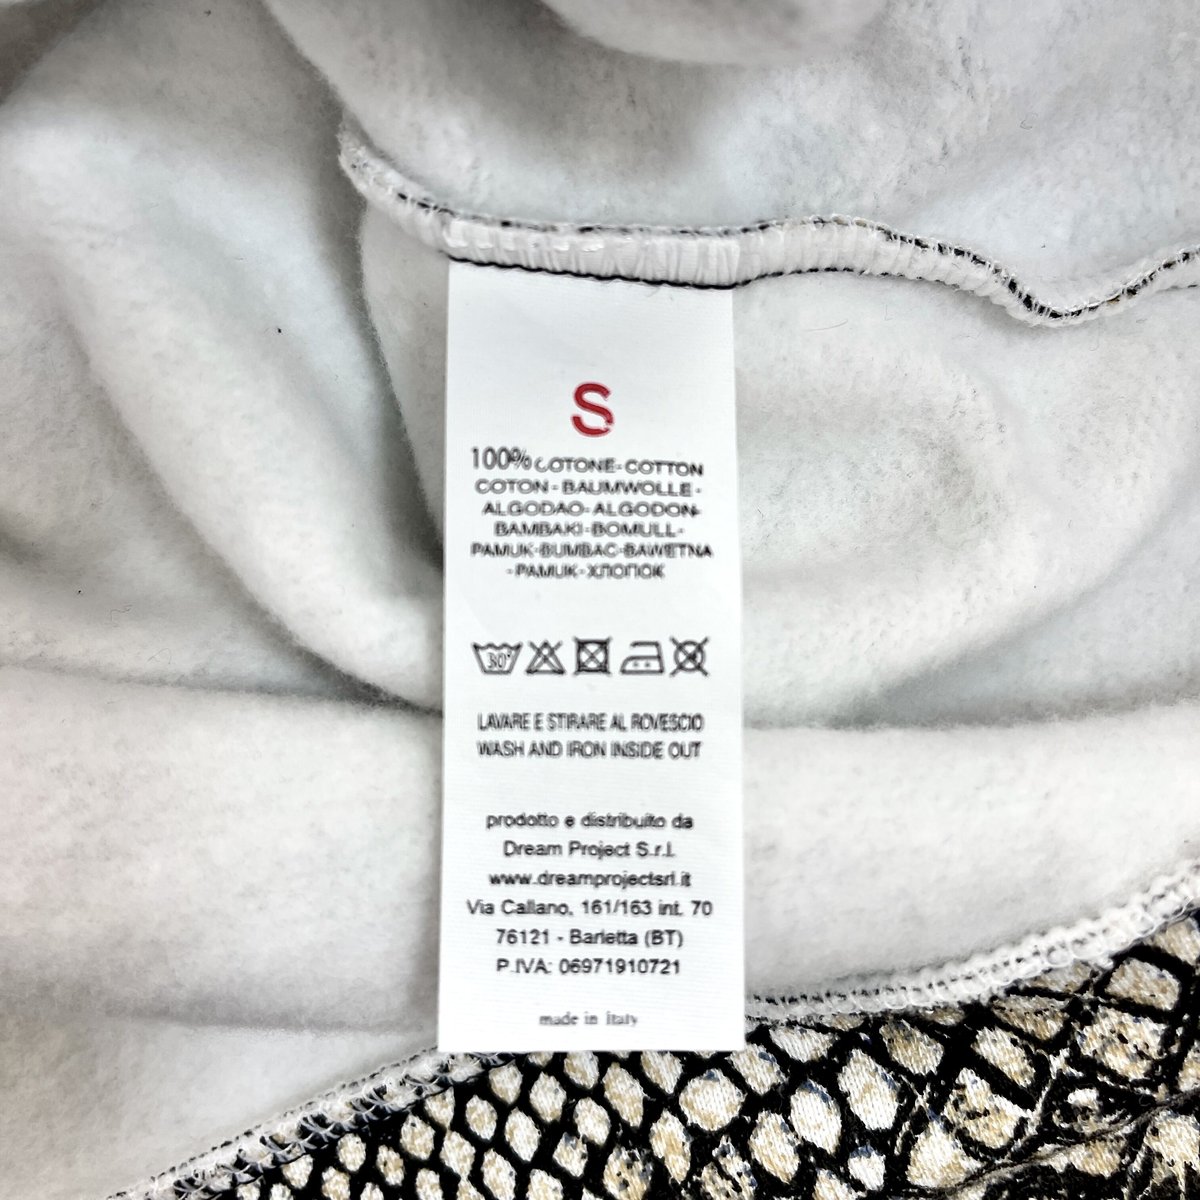 S
100% COTONE-COTTON
COTON-BAUMWOLLE-
ALGODAO-ALGODON-
BAMBAKI-BOMULL-
PAMUK-BUMBAC-BAWETNA
-PAMUK-ХЛОПОК
30°
LAVARE E STIRARE AL ROVESCIO
WASH AND IRON INSIDE OUT
prodotto e distribuito da
Dream Project S.r.l.
www.dreamprojectsrl.it
Via Callano, 161/163 int. 70
76121 - Barletta (BT)
P.IVA: 06971910721
made in Italy